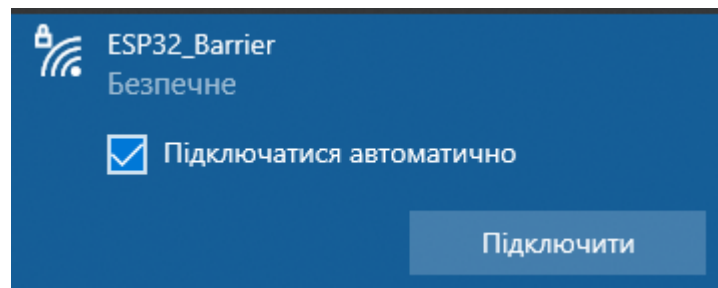 ESP32_Barrier
Безпечне
Підключатися автоматично
Підключити